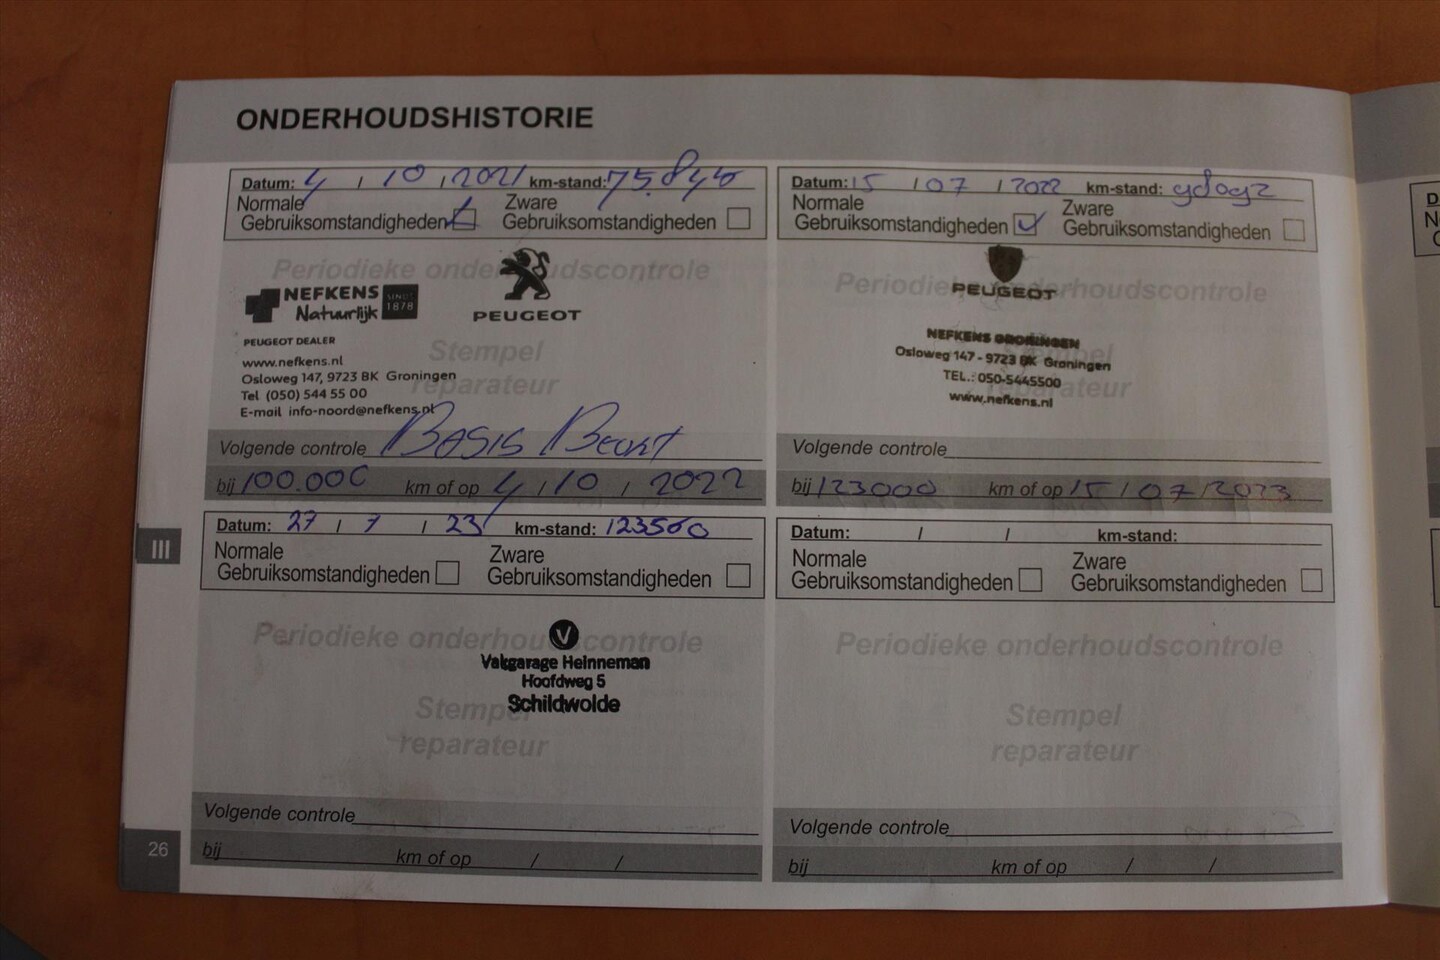 ONDERHOUDSHISTORIE
Datum: 4 / 10 / 2021 km-stand:
Normale Gebruiksomstandigheden
Zware Gebruiksomstandigheden
Periodieke onderhoudscontrole
NEFKENS
Natuurlijk
SINDS 1878
PEUGEOT
PEUGEOT DEALER
www.nefkens.nl
Osloweg 147, 9723 BK Groningen
Tel (050) 544 55 00
E-mail info-noord@nefkens.nl
Stempel
reparateur
Volgende controle Basis Beurt
bij 100.000 km of op 4 / 10 / 2022
Datum: 15 / 07 / 2022 km-stand: 98092
Normale Gebruiksomstandigheden
Zware Gebruiksomstandigheden
Periodieke onderhoudscontrole
PEUGEOT
NEFKENS GRONINGEN
Osloweg 147 - 9723 BK Groningen
TEL.: 050-5445500
www.nefkens.nl
Stempel
reparateur
Volgende controle
bij 123000 km of op 15 / 07 / 2023
Datum: 27 / 7 / 23 km-stand: 123500
Normale Gebruiksomstandigheden
Zware Gebruiksomstandigheden
Periodieke onderhoudscontrole
V
Vakgarage Heinneman
Hoofdweg 5
Schildwolde
Stempel
reparateur
Volgende controle
bij km of op / /
Datum: / / km-stand:
Normale Gebruiksomstandigheden
Zware Gebruiksomstandigheden
Periodieke onderhoudscontrole
Stempel
reparateur
Volgende controle
bij km of op / /
III
26